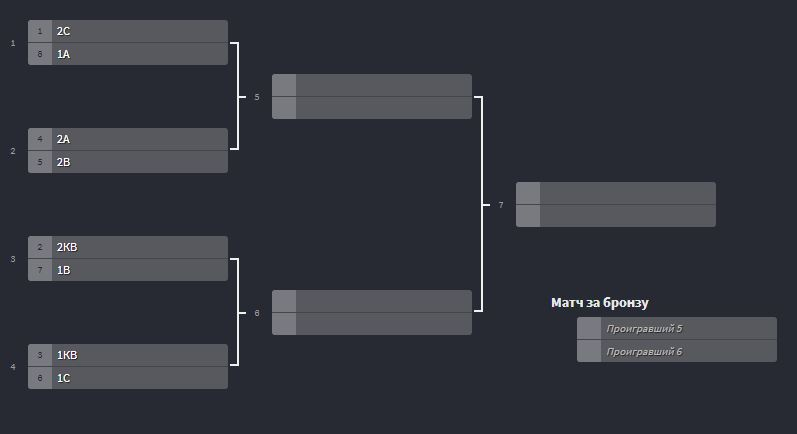 1
1 2C
8 1A
2
4 2A
5 2B
3
2 2KB
7 1B
4
3 1KB
6 1C
5
6
7
Матч за бронзу
Проигравший 5
Проигравший 6